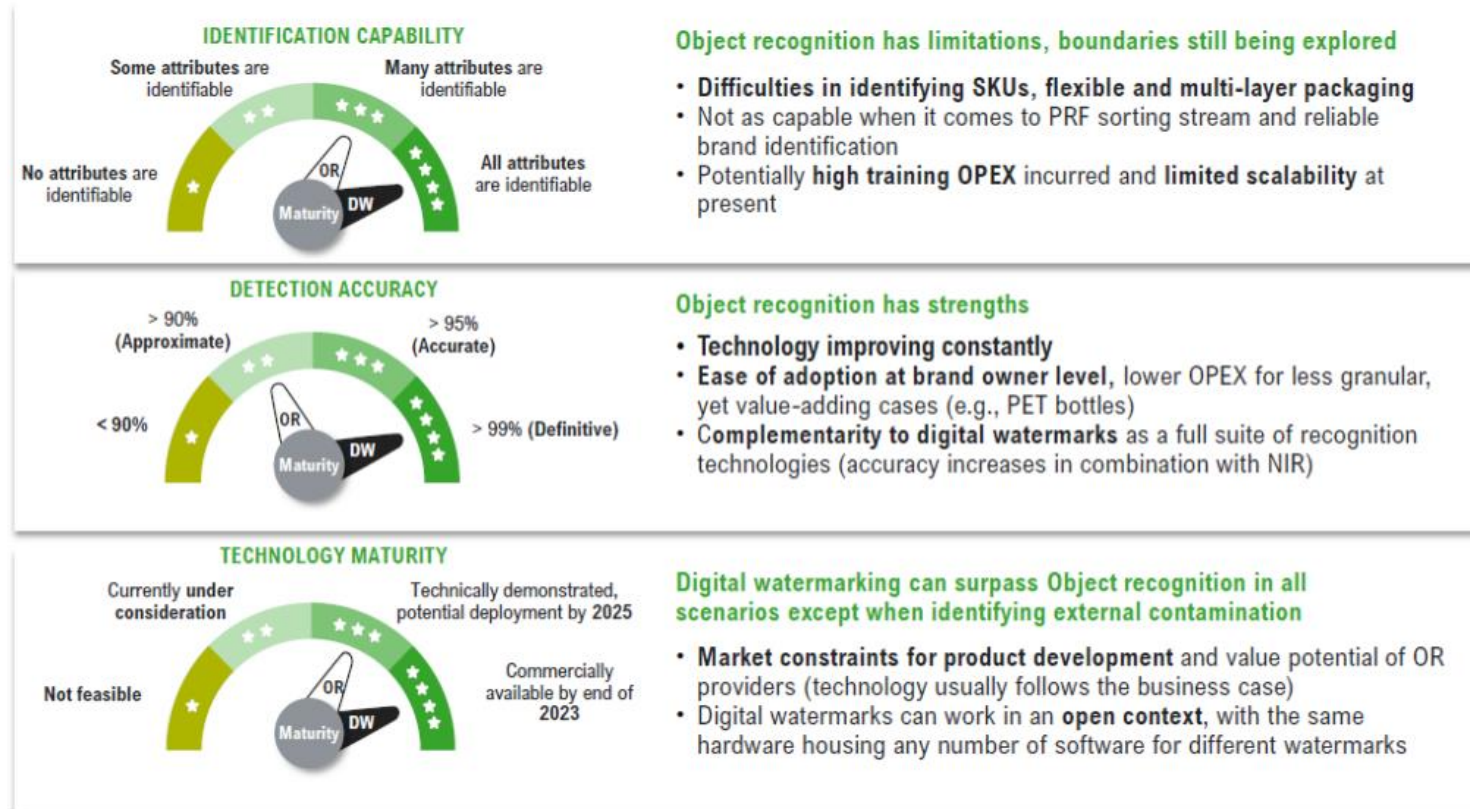 IDENTIFICATION CAPABILITY
Some attributes are
identifiable
Many attributes are
identifiable
No attributes are
identifiable
All attributes
are identifiable
OR
Maturity
DW
Object recognition has limitations, boundaries still being explored
• Difficulties in identifying SKUs, flexible and multi-layer packaging
• Not as capable when it comes to PRF sorting stream and reliable
brand identification
• Potentially high training OPEX incurred and limited scalability at
present
DETECTION ACCURACY
> 90%
(Approximate)
> 95%
(Accurate)
< 90%
> 99% (Definitive)
OR
Maturity
DW
Object recognition has strengths
• Technology improving constantly
• Ease of adoption at brand owner level, lower OPEX for less granular,
yet value-adding cases (e.g., PET bottles)
• Complementarity to digital watermarks as a full suite of recognition
technologies (accuracy increases in combination with NIR)
TECHNOLOGY MATURITY
Currently under
consideration
Technically demonstrated,
potential deployment by 2025
Not feasible
Commercially
available by end of
2023
OR
Maturity
DW
Digital watermarking can surpass Object recognition in all
scenarios except when identifying external contamination
• Market constraints for product development and value potential of OR
providers (technology usually follows the business case)
• Digital watermarks can work in an open context, with the same
hardware housing any number of software for different watermarks